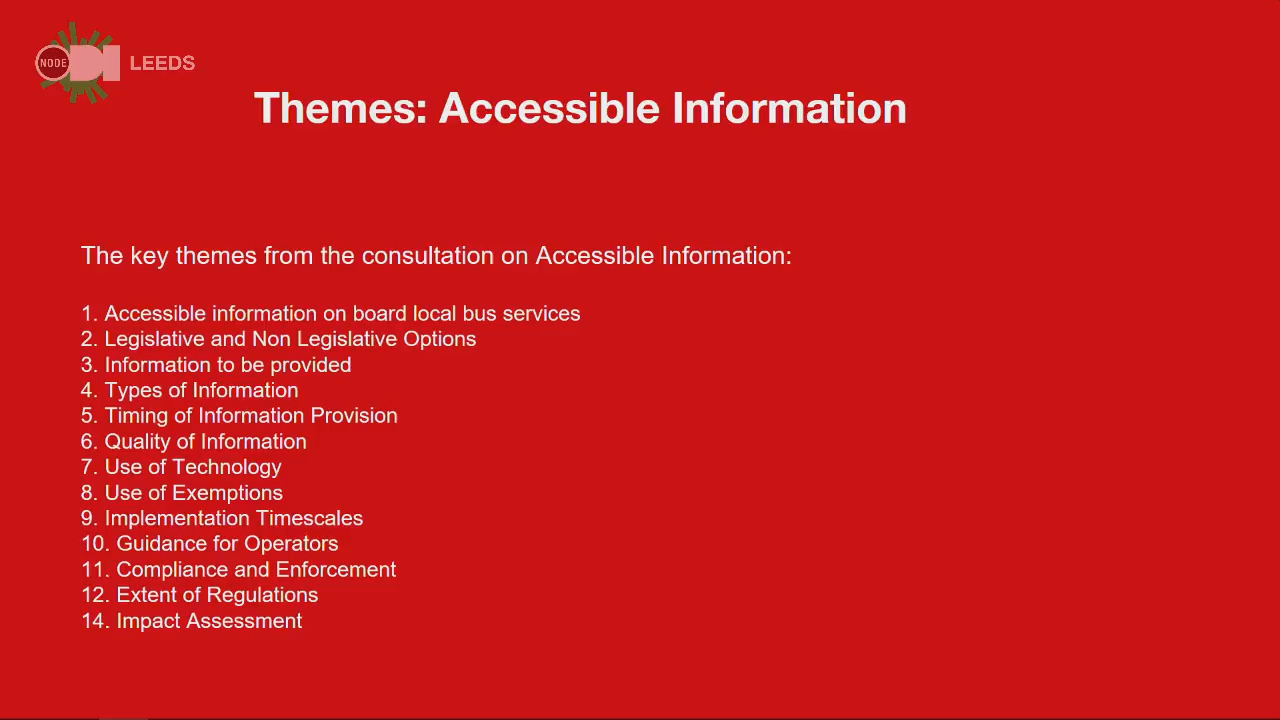 NODE
LEEDS
Themes: Accessible Information
The key themes from the consultation on Accessible Information:
1. Accessible information on board local bus services
2. Legislative and Non Legislative Options
3. Information to be provided
4. Types of Information
5. Timing of Information Provision
6. Quality of Information
7. Use of Technology
8. Use of Exemptions
9. Implementation Timescales
10. Guidance for Operators
11. Compliance and Enforcement
12. Extent of Regulations
14. Impact Assessment